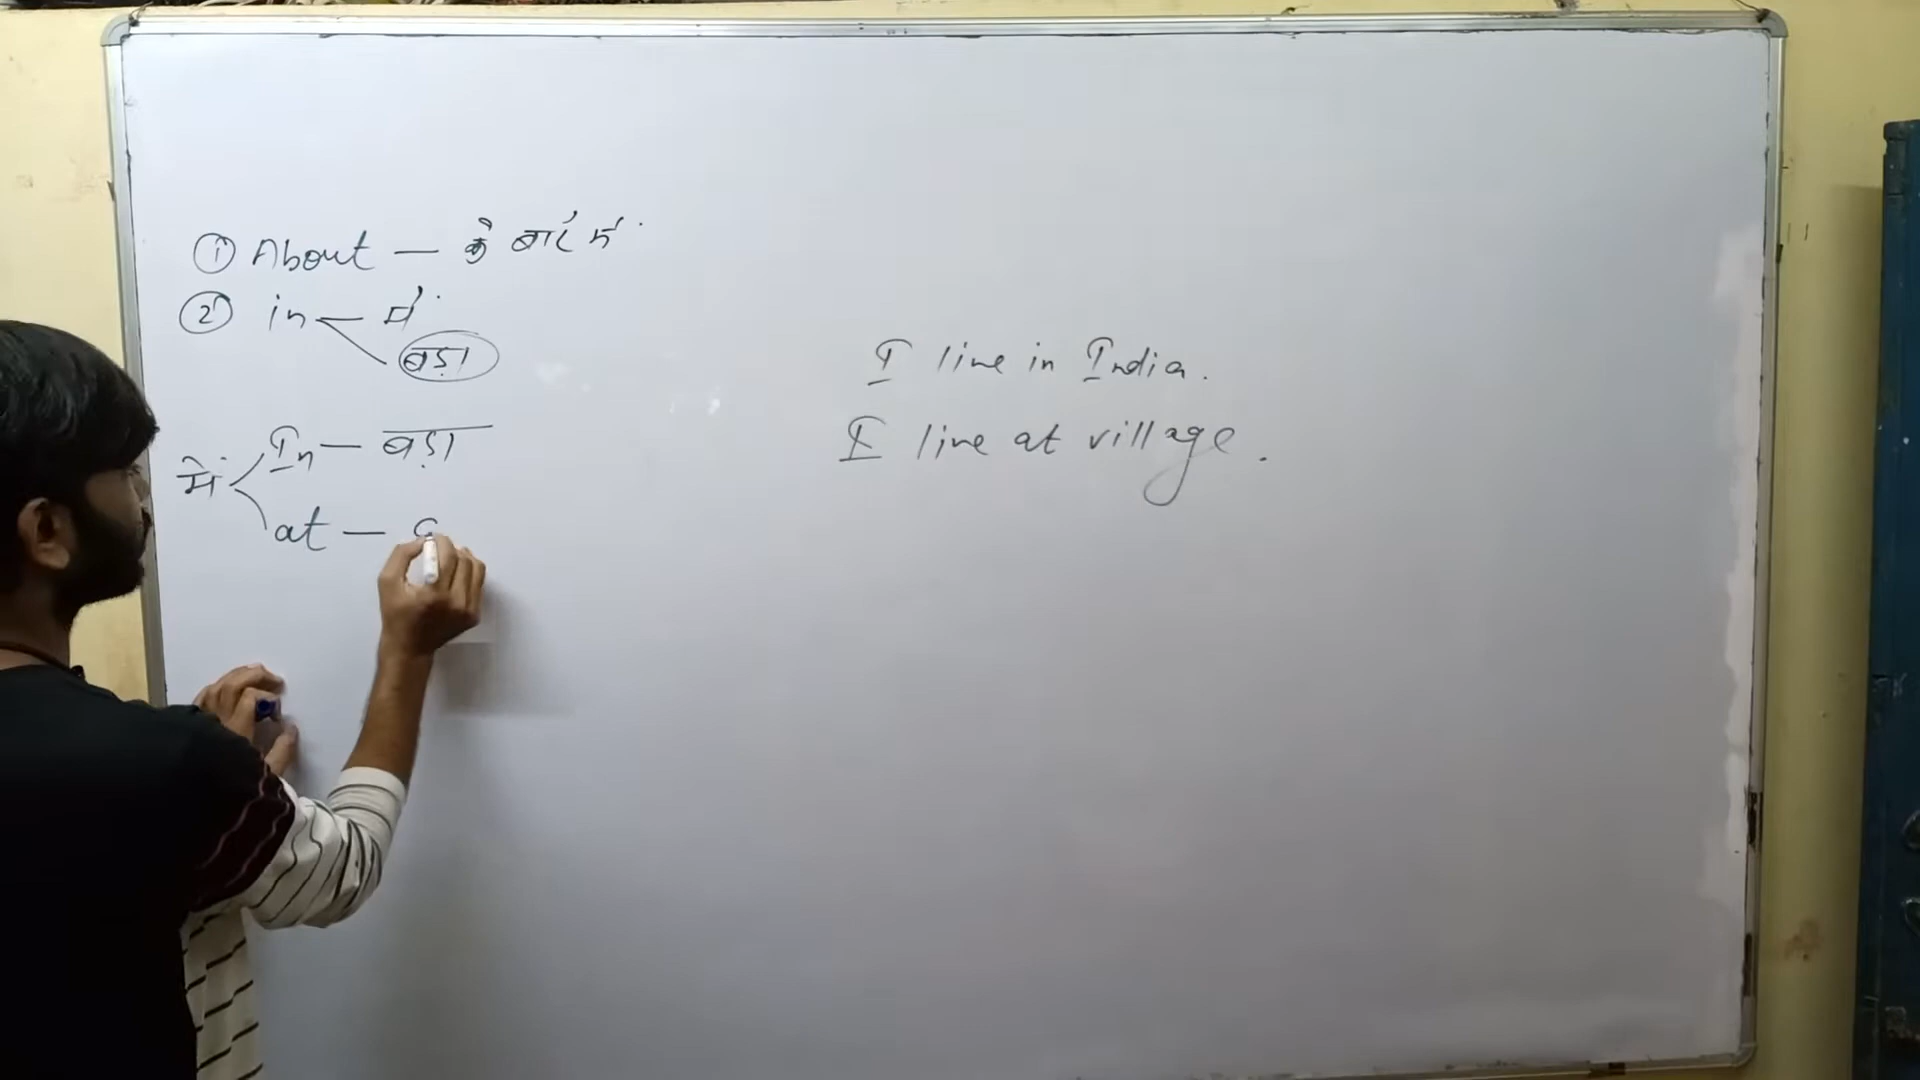 ① About — के बारे में.
② in — में.
बड़ा
में In — बड़ा
at —
I live in India.
I live at village.